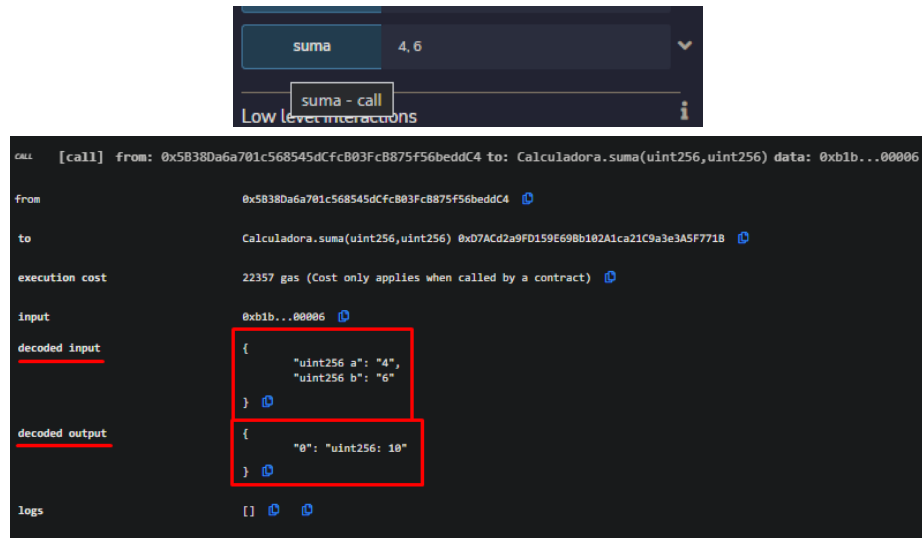 suma 4, 6
suma - call
Low level interactions
CALL [call] from: 0x5B38Da6a701c568545dCfcB03FcB875f56beddC4 to: Calculadora.suma(uint256,uint256) data: 0xb1b...00006
from 0x5B38Da6a701c568545dCfcB03FcB875f56beddC4
to Calculadora.suma(uint256,uint256) 0xD7ACd2a9FD159E69Bb102A1ca21C9a3e3A5F771B
execution cost 22357 gas (Cost only applies when called by a contract)
input 0xb1b...00006
decoded input {
"uint256 a": "4",
"uint256 b": "6"
}
decoded output {
"0": "uint256: 10"
}
logs []